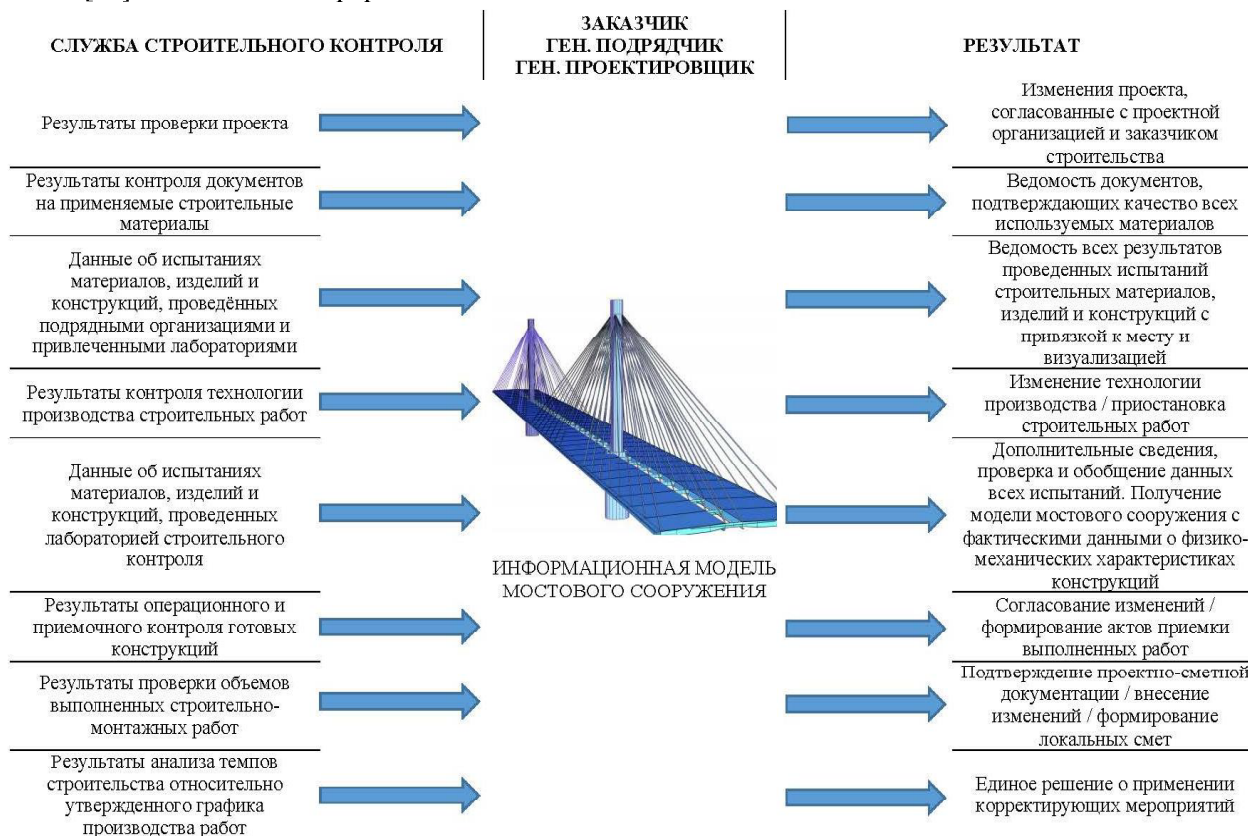 СЛУЖБА СТРОИТЕЛЬНОГО КОНТРОЛЯ
ЗАКАЗЧИК
ГЕН. ПОДРЯДЧИК
ГЕН. ПРОЕКТИРОВЩИК
РЕЗУЛЬТАТ
Результаты проверки проекта
Изменения проекта,
согласованные с проектной
организацией и заказчиком
строительства
Результаты контроля документов
на применяемые строительные
материалы
Ведомость документов,
подтверждающих качество всех
используемых материалов
Данные об испытаниях
материалов, изделий и
конструкций, проведённых
подрядными организациями и
привлеченными лабораториями
Ведомость всех результатов
проведенных испытаний
строительных материалов,
изделий и конструкций с
привязкой к месту и
визуализацией
Результаты контроля технологии
производства строительных работ
Изменение технологии
производства / приостановка
строительных работ
Данные об испытаниях
материалов, изделий и
конструкций, проведенных
лабораторией строительного
контроля
Дополнительные сведения,
проверка и обобщение данных
всех испытаний. Получение
модели мостового сооружения с
фактическими данными о физико-
механических характеристиках
конструкций
ИНФОРМАЦИОННАЯ МОДЕЛЬ
МОСТОВОГО СООРУЖЕНИЯ
Результаты операционного и
приемочного контроля готовых
конструкций
Согласование изменений /
формирование актов приемки
выполненных работ
Результаты проверки объемов
выполненных строительно-
монтажных работ
Подтверждение проектно-сметной
документации / внесение
изменений / формирование
локальных смет
Результаты анализа темпов
строительства относительно
утвержденного графика
производства работ
Единое решение о применении
корректирующих мероприятий